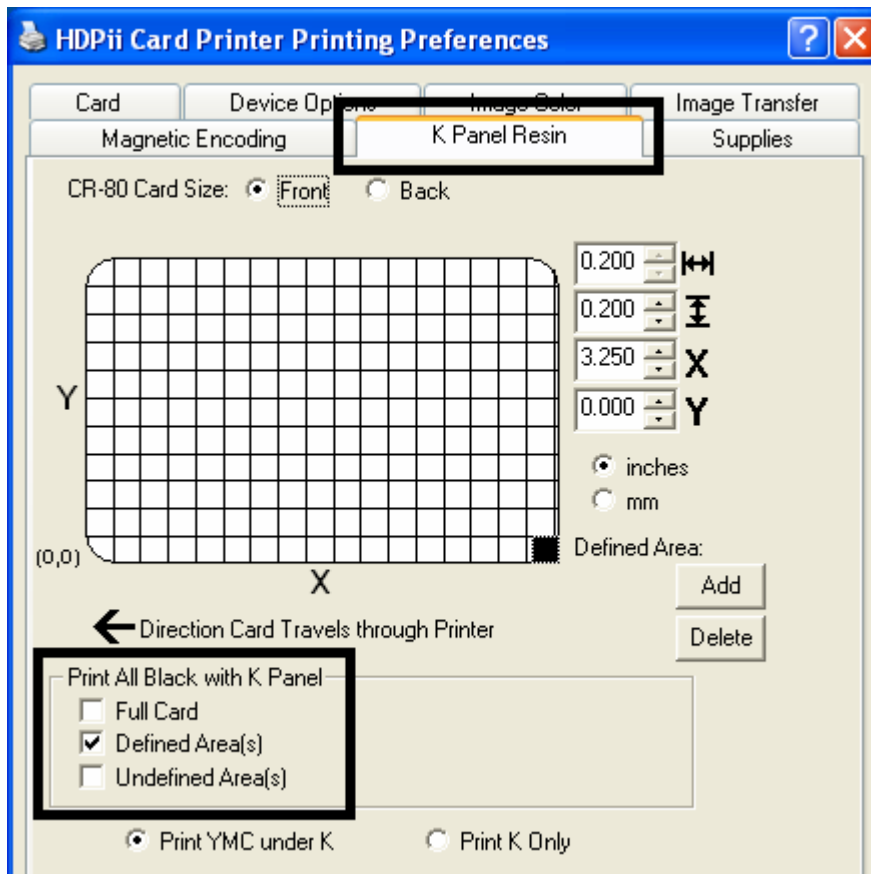 HDPii Card Printer Printing Preferences
Card Device Options Image Color Image Transfer
Magnetic Encoding K Panel Resin Supplies
CR-80 Card Size: Front Back
0.200
0.200
3.250 X
0.000 Y
Y
inches
mm
(0,0)
Defined Area:
X
Add
Direction Card Travels through Printer
Delete
Print All Black with K Panel
Full Card
Defined Area(s)
Undefined Area(s)
Print YMC under K Print K Only